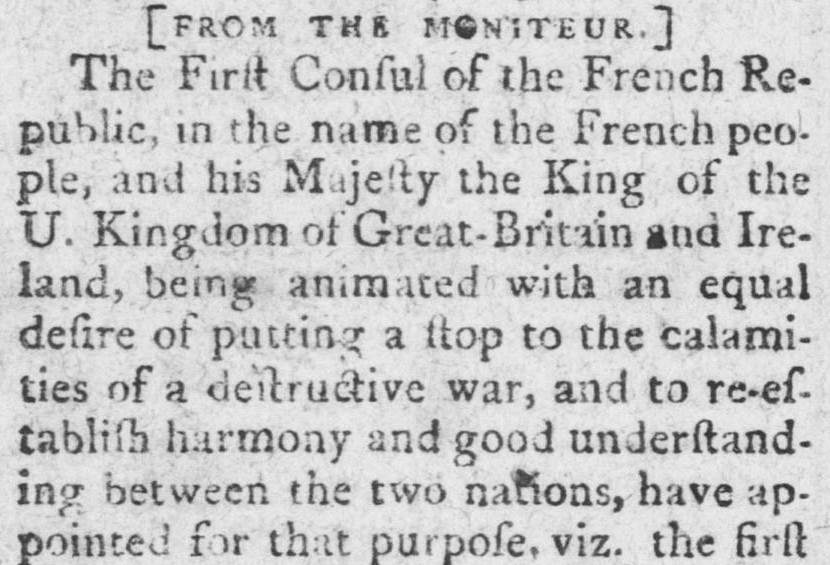 [FROM THE MONITEUR.]
The Firſt Conſul of the French Re-
public, in the name of the French peo-
ple, and his Majeſty the King of the
U. Kingdom of Great-Britain and Ire-
land, being animated with an equal
deſire of putting a ſtop to the calami-
ties of a deſtructive war, and to re-eſ-
tabliſh harmony and good underſtand-
ing between the two nations, have ap-
pointed for that purpoſe, viz. the firſt